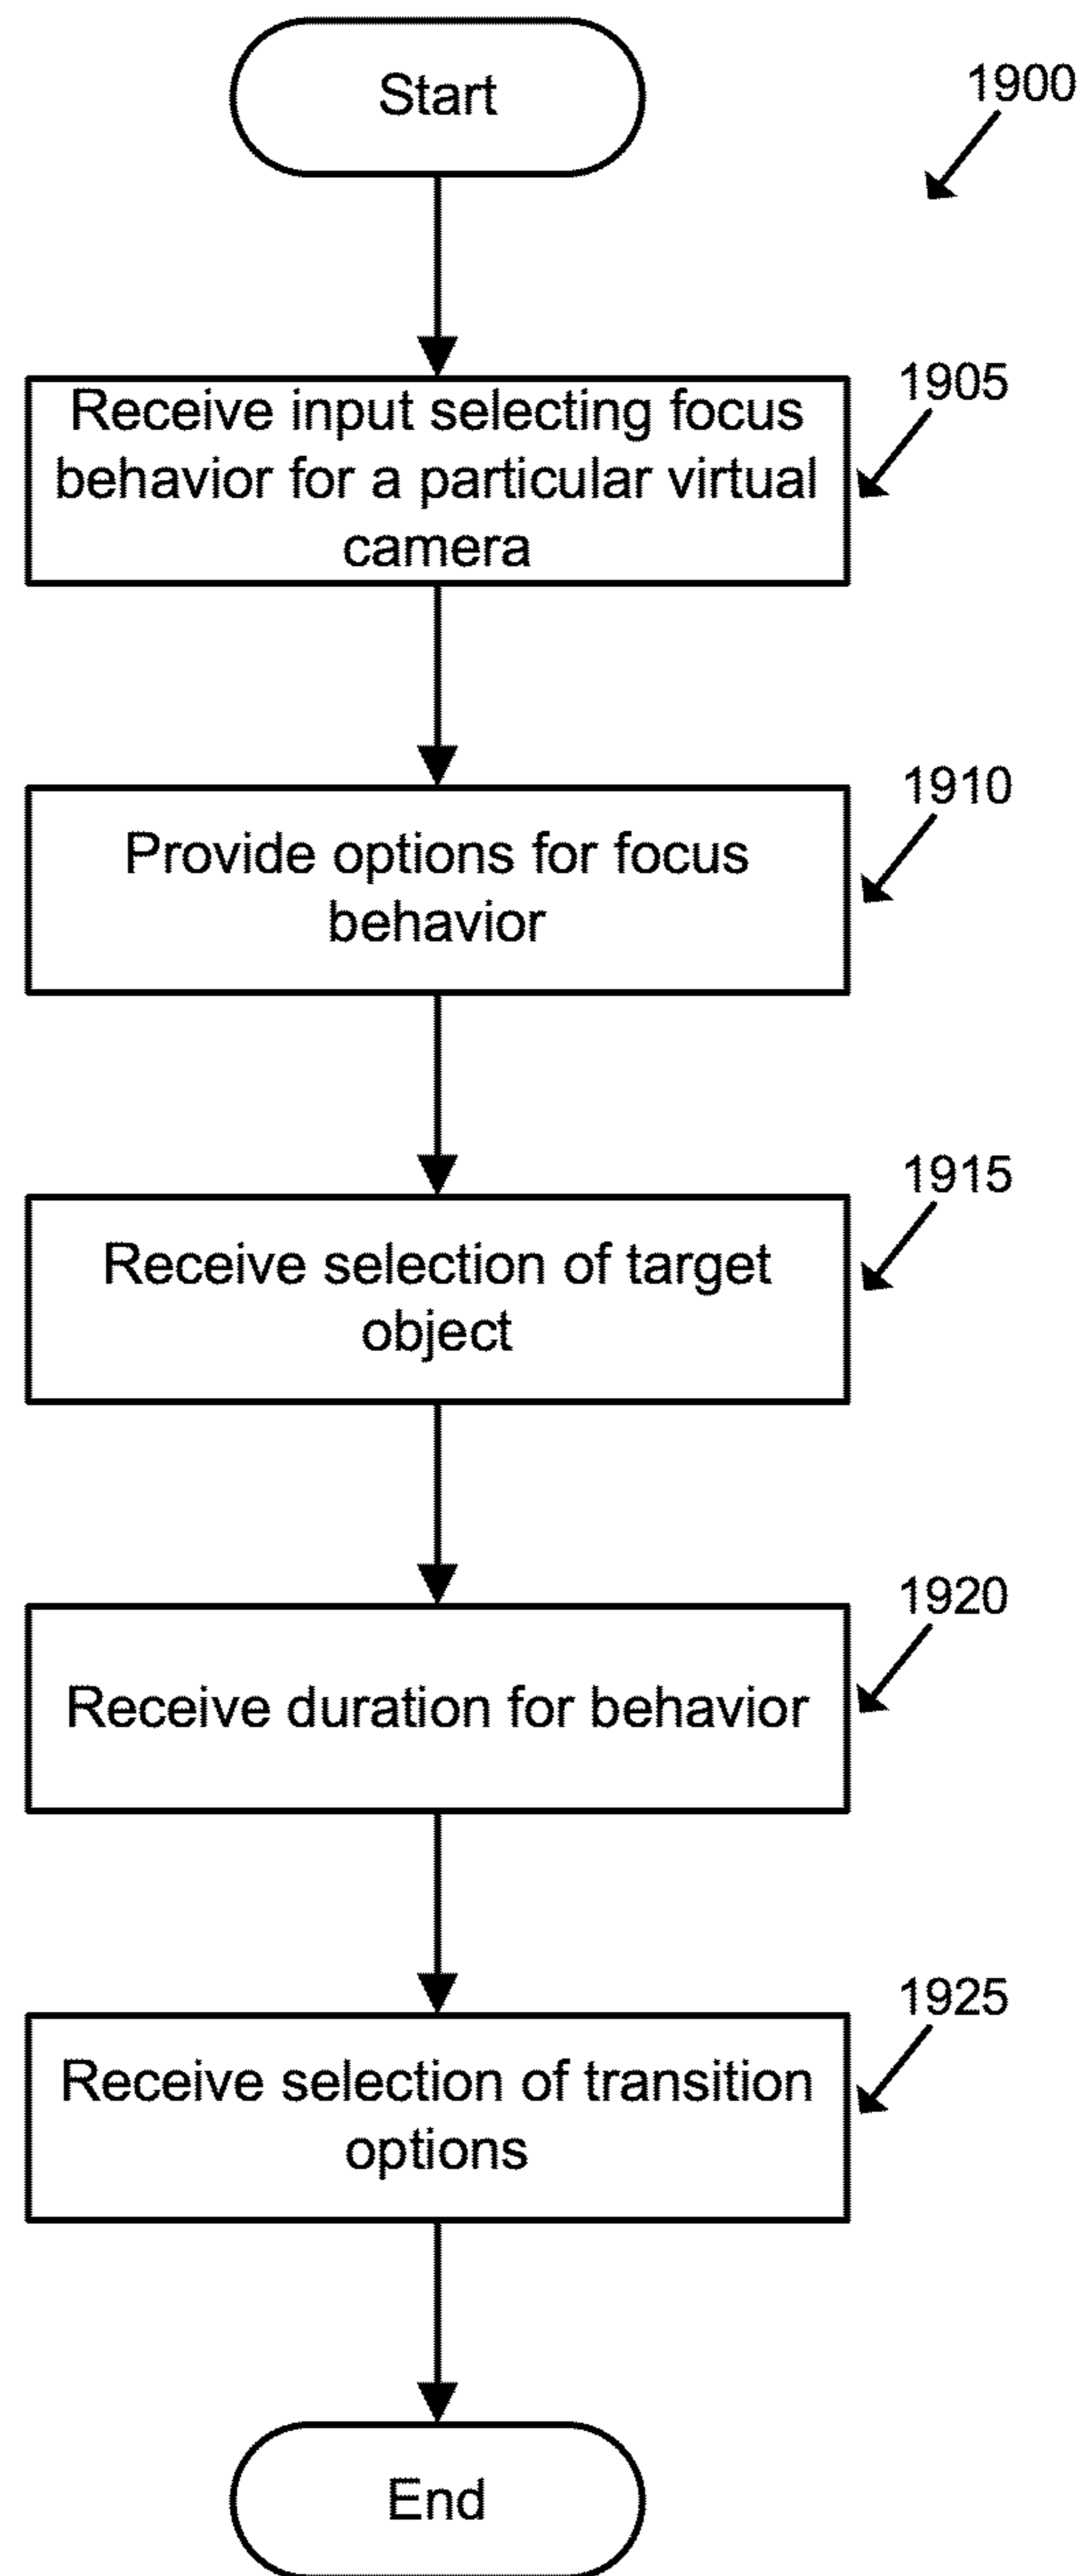 Start
1900
1905
Receive input selecting focus
behavior for a particular virtual
camera
1910
Provide options for focus
behavior
1915
Receive selection of target
object
1920
Receive duration for behavior
1925
Receive selection of transition
options
End